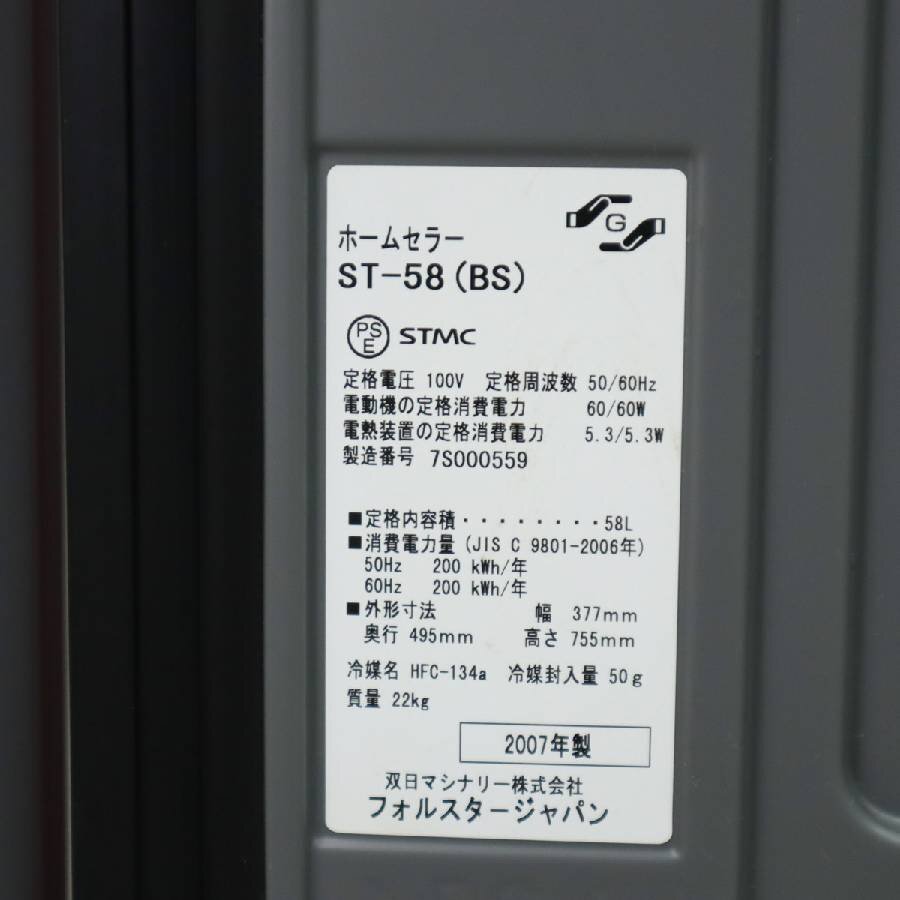 G
ホームセラー
ST-58(BS)
PSE STMC
定格電圧 100V 定格周波数 50/60Hz
電動機の定格消費電力 60/60W
電熱装置の定格消費電力 5.3/5.3W
製造番号 7S000559
■定格内容積・・・・・・・・58L
■消費電力量(JIS C 9801-2006年)
50Hz 200 kWh/年
60Hz 200 kWh/年
■外形寸法 幅 377mm
奥行 495mm 高さ 755mm
冷媒名 HFC-134a 冷媒封入量 50g
質量 22kg
2007年製
双日マシナリー株式会社
フォルスタージャパン